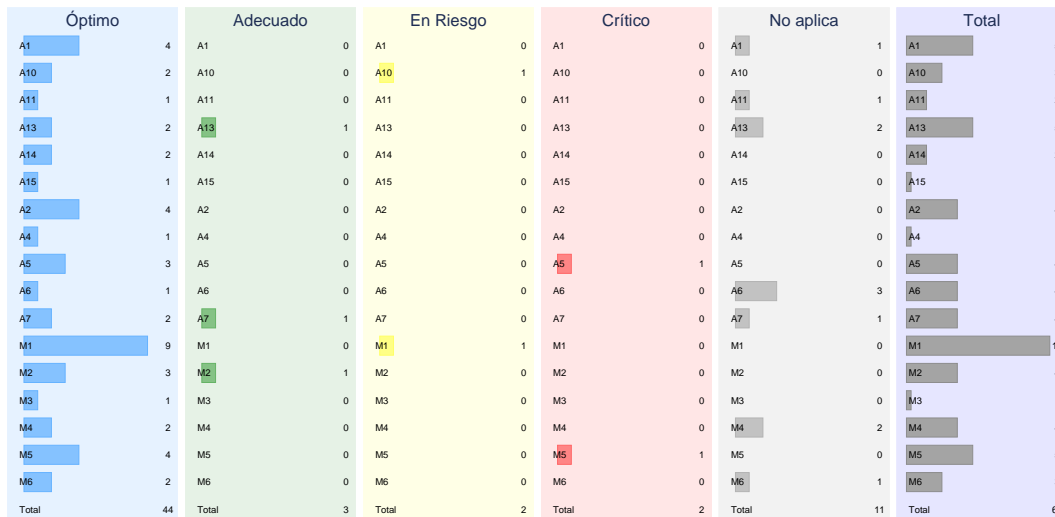 Óptimo Adecuado En Riesgo Crítico No aplica Total
A1 4 A1 0 A1 0 A1 0 A1 1 A1
A10 2 A10 0 A10 1 A10 0 A10 0 A10
A11 1 A11 0 A11 0 A11 0 A11 1 A11
A13 2 A13 1 A13 0 A13 0 A13 2 A13
A14 2 A14 0 A14 0 A14 0 A14 0 A14
A15 1 A15 0 A15 0 A15 0 A15 0 A15
A2 4 A2 0 A2 0 A2 0 A2 0 A2
A4 1 A4 0 A4 0 A4 0 A4 0 A4
A5 3 A5 0 A5 0 A5 1 A5 0 A5
A6 1 A6 0 A6 0 A6 0 A6 3 A6
A7 2 A7 1 A7 0 A7 0 A7 1 A7
M1 9 M1 0 M1 1 M1 0 M1 0 M1
M2 3 M2 1 M2 0 M2 0 M2 0 M2
M3 1 M3 0 M3 0 M3 0 M3 0 M3
M4 2 M4 0 M4 0 M4 0 M4 2 M4
M5 4 M5 0 M5 0 M5 1 M5 0 M5
M6 2 M6 0 M6 0 M6 0 M6 1 M6
Total 44 Total 3 Total 2 Total 2 Total 11 Total